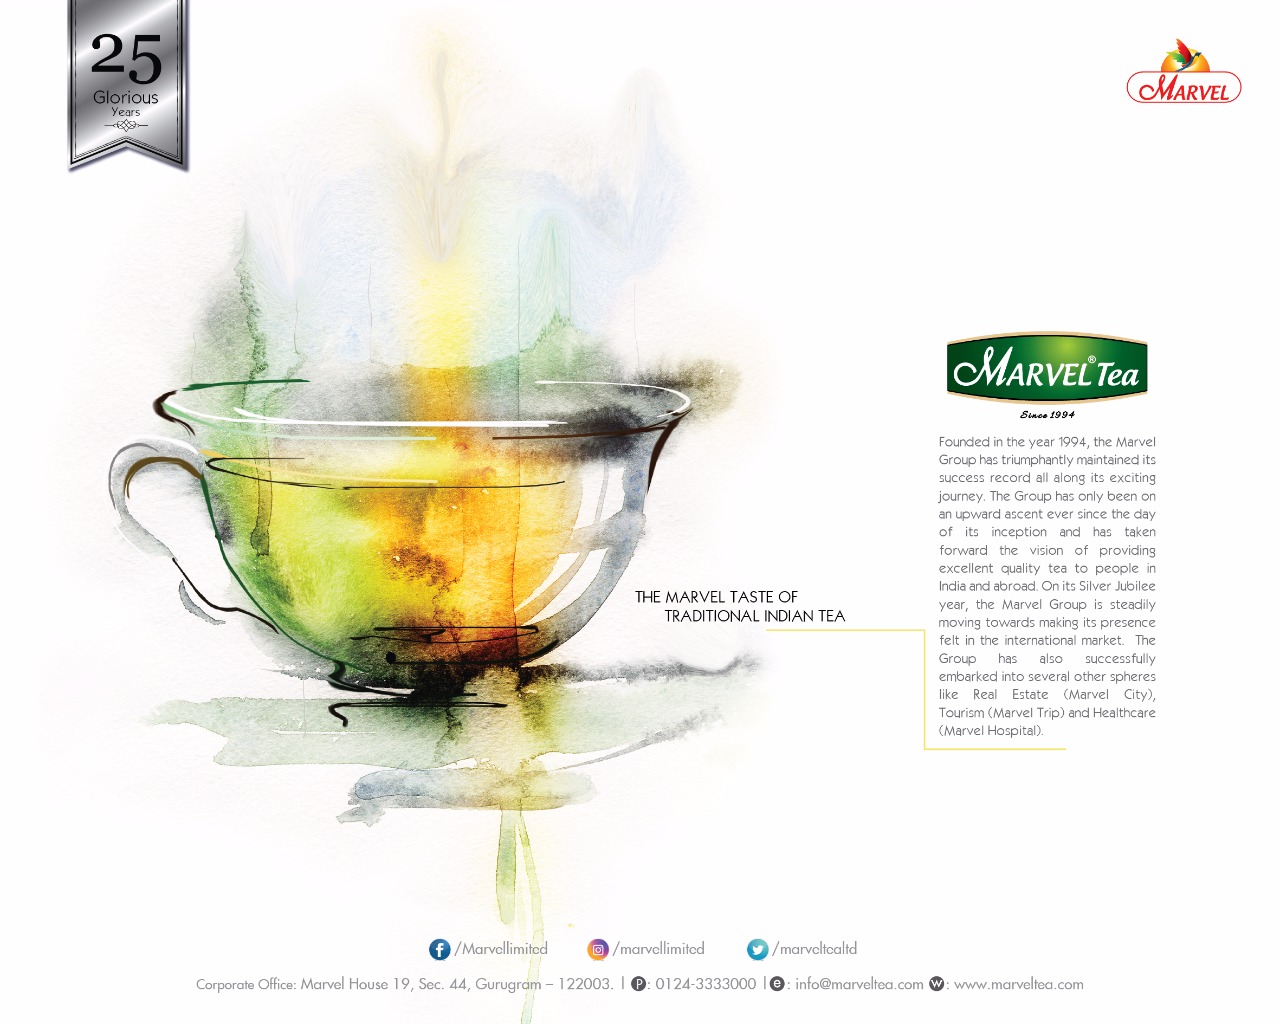 25
Glorious
Years
MARVEL
MARVEL® Tea
Since 1994
Founded in the year 1994, the Marvel
Group has triumphantly maintained its
success record all along its exciting
journey. The Group has only been on
an upward ascent ever since the day
of its inception and has taken
forward the vision of providing
excellent quality tea to people in
India and abroad. On its Silver Jubilee
year, the Marvel Group is steadily
moving towards making its presence
felt in the international market. The
Group has also successfully
embarked into several other spheres
like Real Estate (Marvel City),
Tourism (Marvel Trip) and Healthcare
(Marvel Hospital).
THE MARVEL TASTE OF
TRADITIONAL INDIAN TEA
/Marvellimited /marvellimited /marveltealtd
Corporate Office: Marvel House 19, Sec. 44, Gurugram – 122003. | P: 0124-3333000 | e: info@marveltea.com w: www.marveltea.com